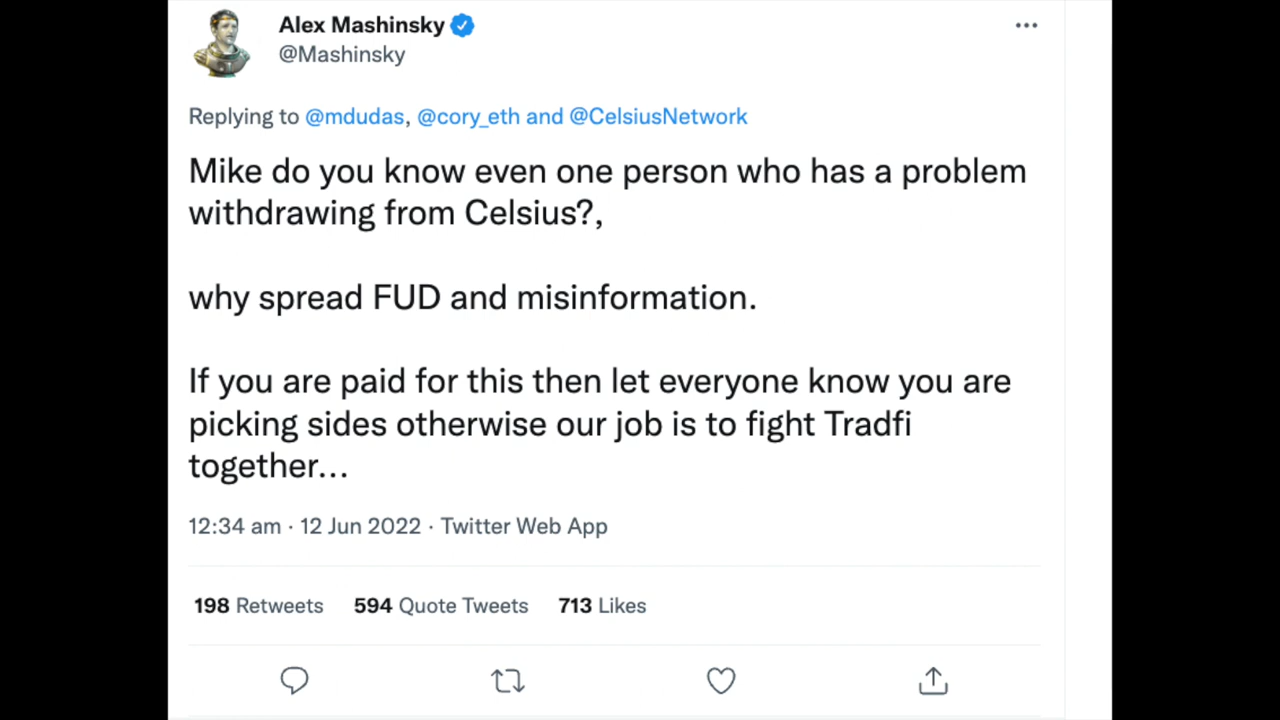 Alex Mashinsky
@Mashinsky
Replying to @mdudas, @cory_eth and @CelsiusNetwork
Mike do you know even one person who has a problem
withdrawing from Celsius?,
why spread FUD and misinformation.
If you are paid for this then let everyone know you are
picking sides otherwise our job is to fight Tradfi
together...
12:34 am · 12 Jun 2022 · Twitter Web App
198 Retweets 594 Quote Tweets 713 Likes